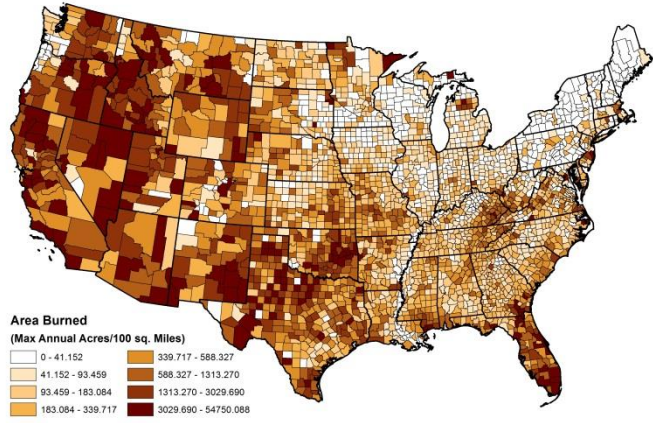 Area Burned
(Max Annual Acres/100 sq. Miles)
0 - 41.152
41.152 - 93.459
93.459 - 183.084
183.084 - 339.717
339.717 - 588.327
588.327 - 1313.270
1313.270 - 3029.690
3029.690 - 54750.088